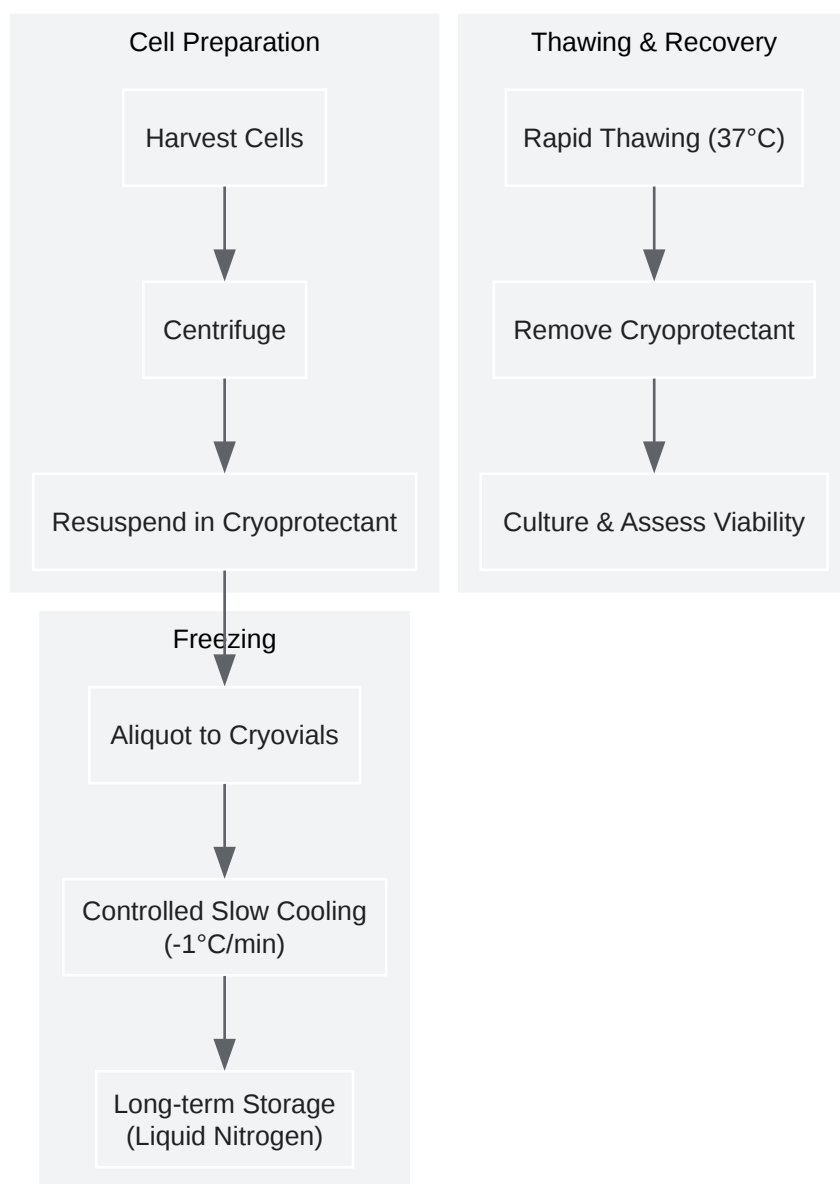 Cell Preparation
Harvest Cells
Centrifuge
Resuspend in Cryoprotectant
Freezing
Aliquot to Cryovials
Controlled Slow Cooling
(-1°C/min)
Long-term Storage
(Liquid Nitrogen)
Thawing & Recovery
Rapid Thawing (37°C)
Remove Cryoprotectant
Culture & Assess Viability